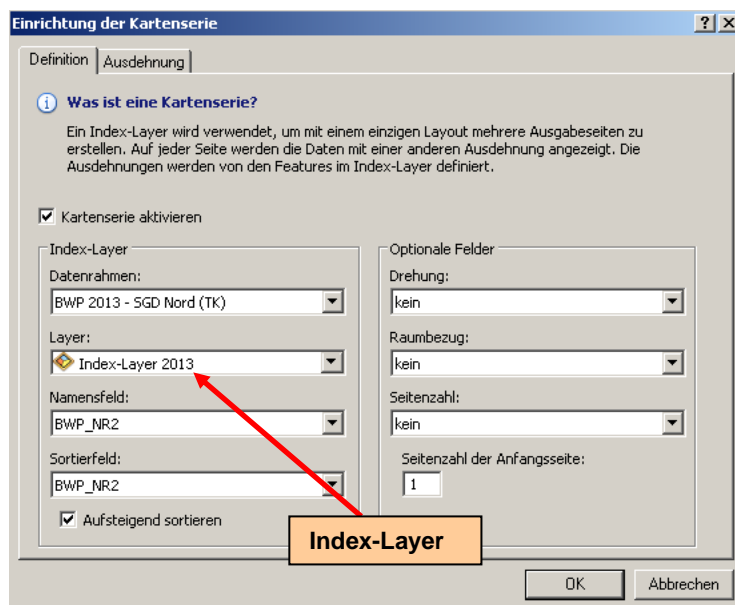 Einrichtung der Kartenserie
Definition
Ausdehnung
Was ist eine Kartenserie?
Ein Index-Layer wird verwendet, um mit einem einzigen Layout mehrere Ausgabeseiten zu
erstellen. Auf jeder Seite werden die Daten mit einer anderen Ausdehnung angezeigt. Die
Ausdehnungen werden von den Features im Index-Layer definiert.
Kartenserie aktivieren
Index-Layer
Datenrahmen:
BWP 2013 - SGD Nord (TK)
Layer:
Index-Layer 2013
Namensfeld:
BWP_NR2
Sortierfeld:
BWP_NR2
Aufsteigend sortieren
Optionale Felder
Drehung:
kein
Raumbezug:
kein
Seitenzahl:
kein
Seitenzahl der Anfangsseite:
1
Index-Layer
OK
Abbrechen